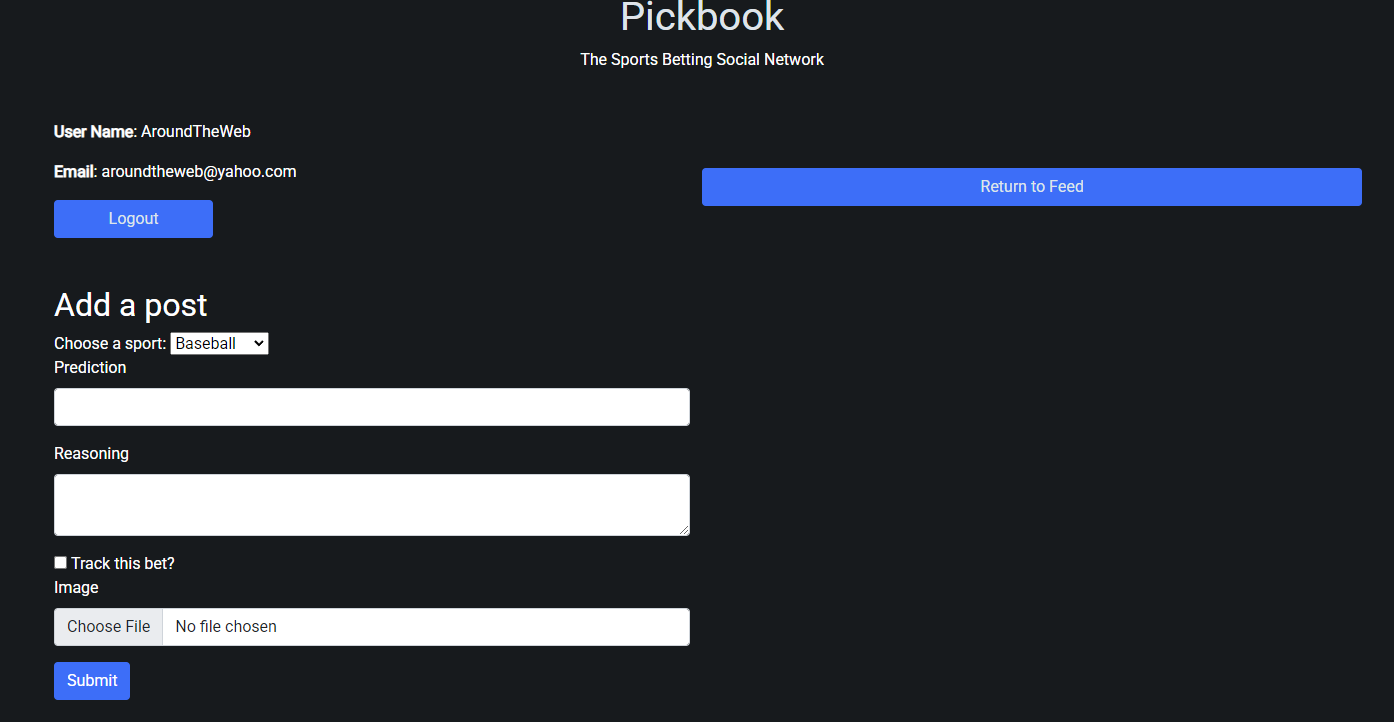 Pickbook
The Sports Betting Social Network
User Name: AroundTheWeb
Email: aroundtheweb@yahoo.com
Return to Feed
Logout
Add a post
Choose a sport: Baseball
Prediction
Reasoning
Track this bet?
Image
Choose File No file chosen
Submit